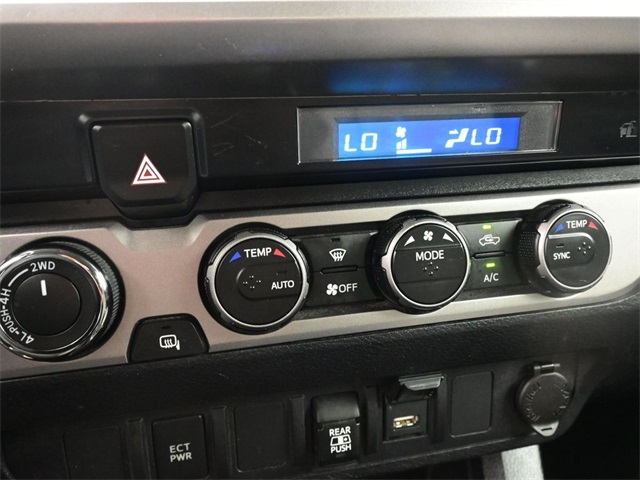 LO LO
2WD
4L-PUSH-4H
TEMP
AUTO
OFF
MODE
A/C
TEMP
SYNC
ECT
PWR
REAR
PUSH